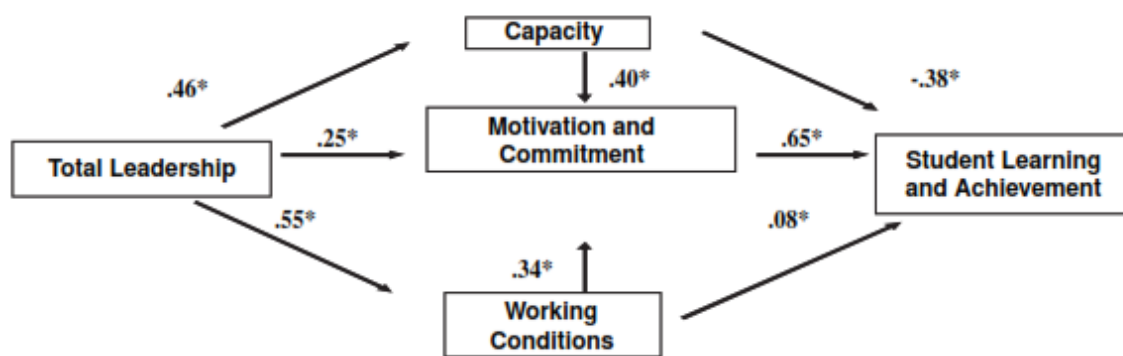 Capacity
.46*
.40*
-.38*
Motivation and
Commitment
.25*
.65*
Total Leadership
Student Learning
and Achievement
.55*
.08*
.34*
Working
Conditions